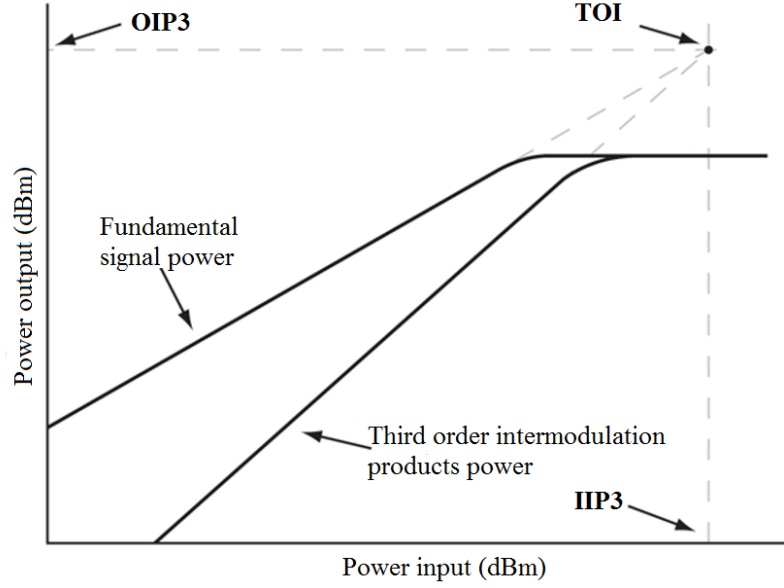 OIP3
TOI
Fundamental
signal power
Power output (dBm)
Third order intermodulation
products power
IIP3
Power input (dBm)